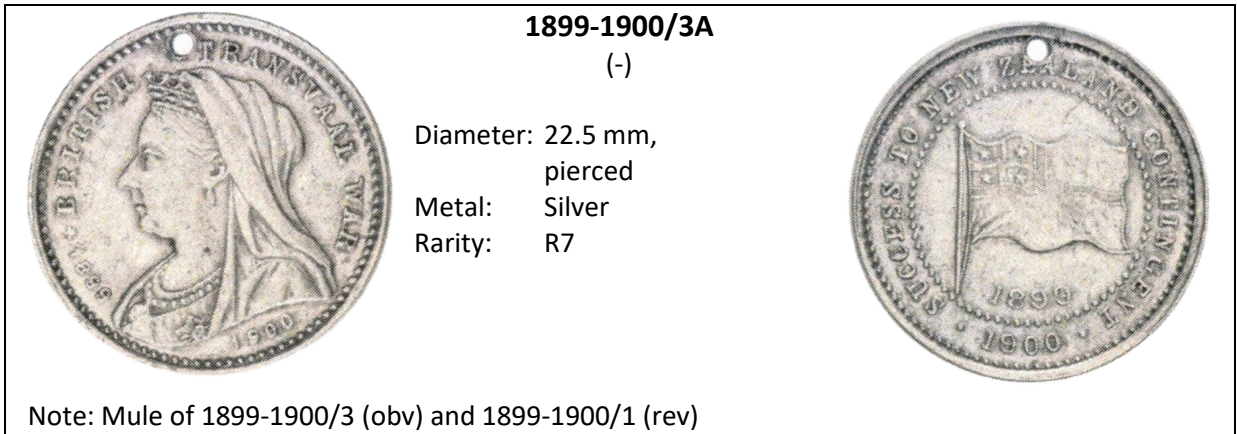 1899-1900/3A
(-)
1899 + BRITISH TRANSVAAL WAR 1900
Diameter: 22.5 mm,
pierced
Metal: Silver
Rarity: R7
SUCCESS TO NEW ZEALAND CONTINGENT
1899
· 1900 ·
Note: Mule of 1899-1900/3 (obv) and 1899-1900/1 (rev)